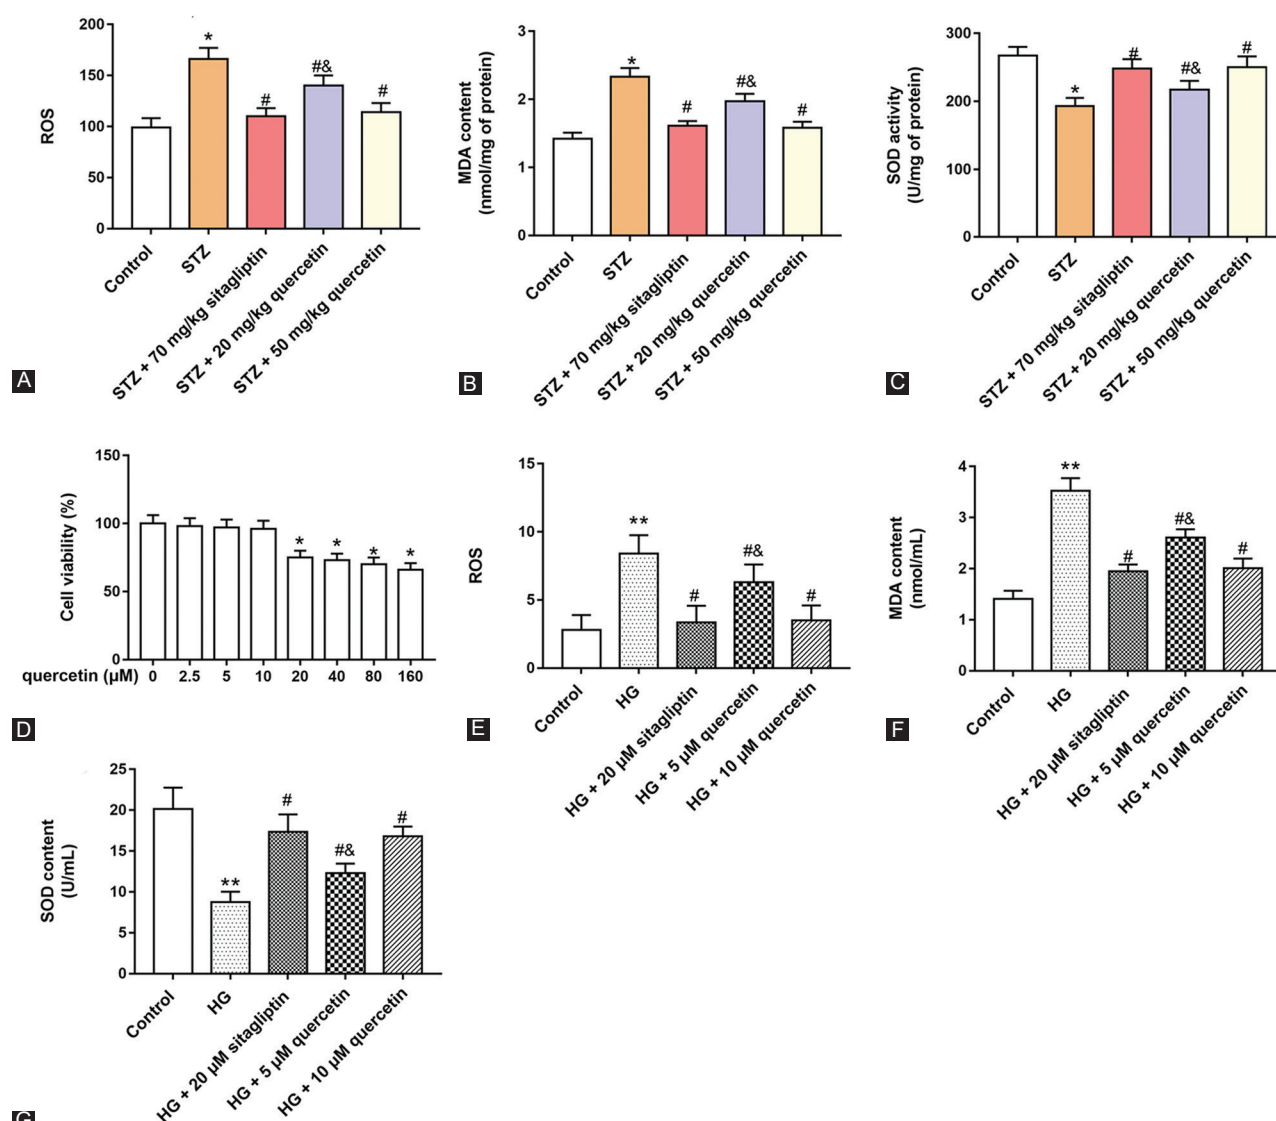 200
150
100
50
0
ROS
*
#
#&
#
Control
STZ
STZ + 70 mg/kg sitagliptin
STZ + 20 mg/kg quercetin
STZ + 50 mg/kg quercetin
A
3
2
1
0
MDA content
(nmol/mg of protein)
*
#
#&
#
Control
STZ
STZ + 70 mg/kg sitagliptin
STZ + 20 mg/kg quercetin
STZ + 50 mg/kg quercetin
B
300
200
100
0
SOD activity
(U/mg of protein)
*
#
#&
#
Control
STZ
STZ + 70 mg/kg sitagliptin
STZ + 20 mg/kg quercetin
STZ + 50 mg/kg quercetin
C
150
100
50
0
Cell viability (%)
* * * *
quercetin (μM) 0 2.5 5 10 20 40 80 160
D
15
10
5
0
ROS
**
#
#&
#
Control
HG
HG + 20 μM sitagliptin
HG + 5 μM quercetin
HG + 10 μM quercetin
E
4
3
2
1
0
MDA content
(nmol/mL)
**
#
#&
#
Control
HG
HG + 20 μM sitagliptin
HG + 5 μM quercetin
HG + 10 μM quercetin
F
25
20
15
10
5
0
SOD content
(U/mL)
**
#
#&
#
Control
HG
HG + 20 μM sitagliptin
HG + 5 μM quercetin
HG + 10 μM quercetin
G